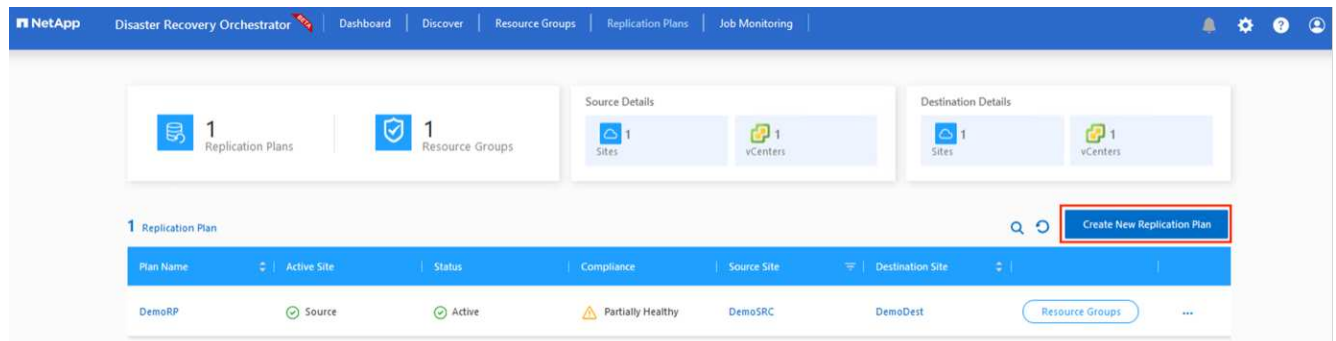 NetApp Disaster Recovery Orchestrator BETA Dashboard Discover Resource Groups Replication Plans Job Monitoring
1 Replication Plans
1 Resource Groups
Source Details
1 Sites
1 vCenters
Destination Details
1 Sites
1 vCenters
1 Replication Plan
Create New Replication Plan
Plan Name Active Site Status Compliance Source Site Destination Site
DemoRP Source Active Partially Healthy DemoSRC DemoDest Resource Groups ...